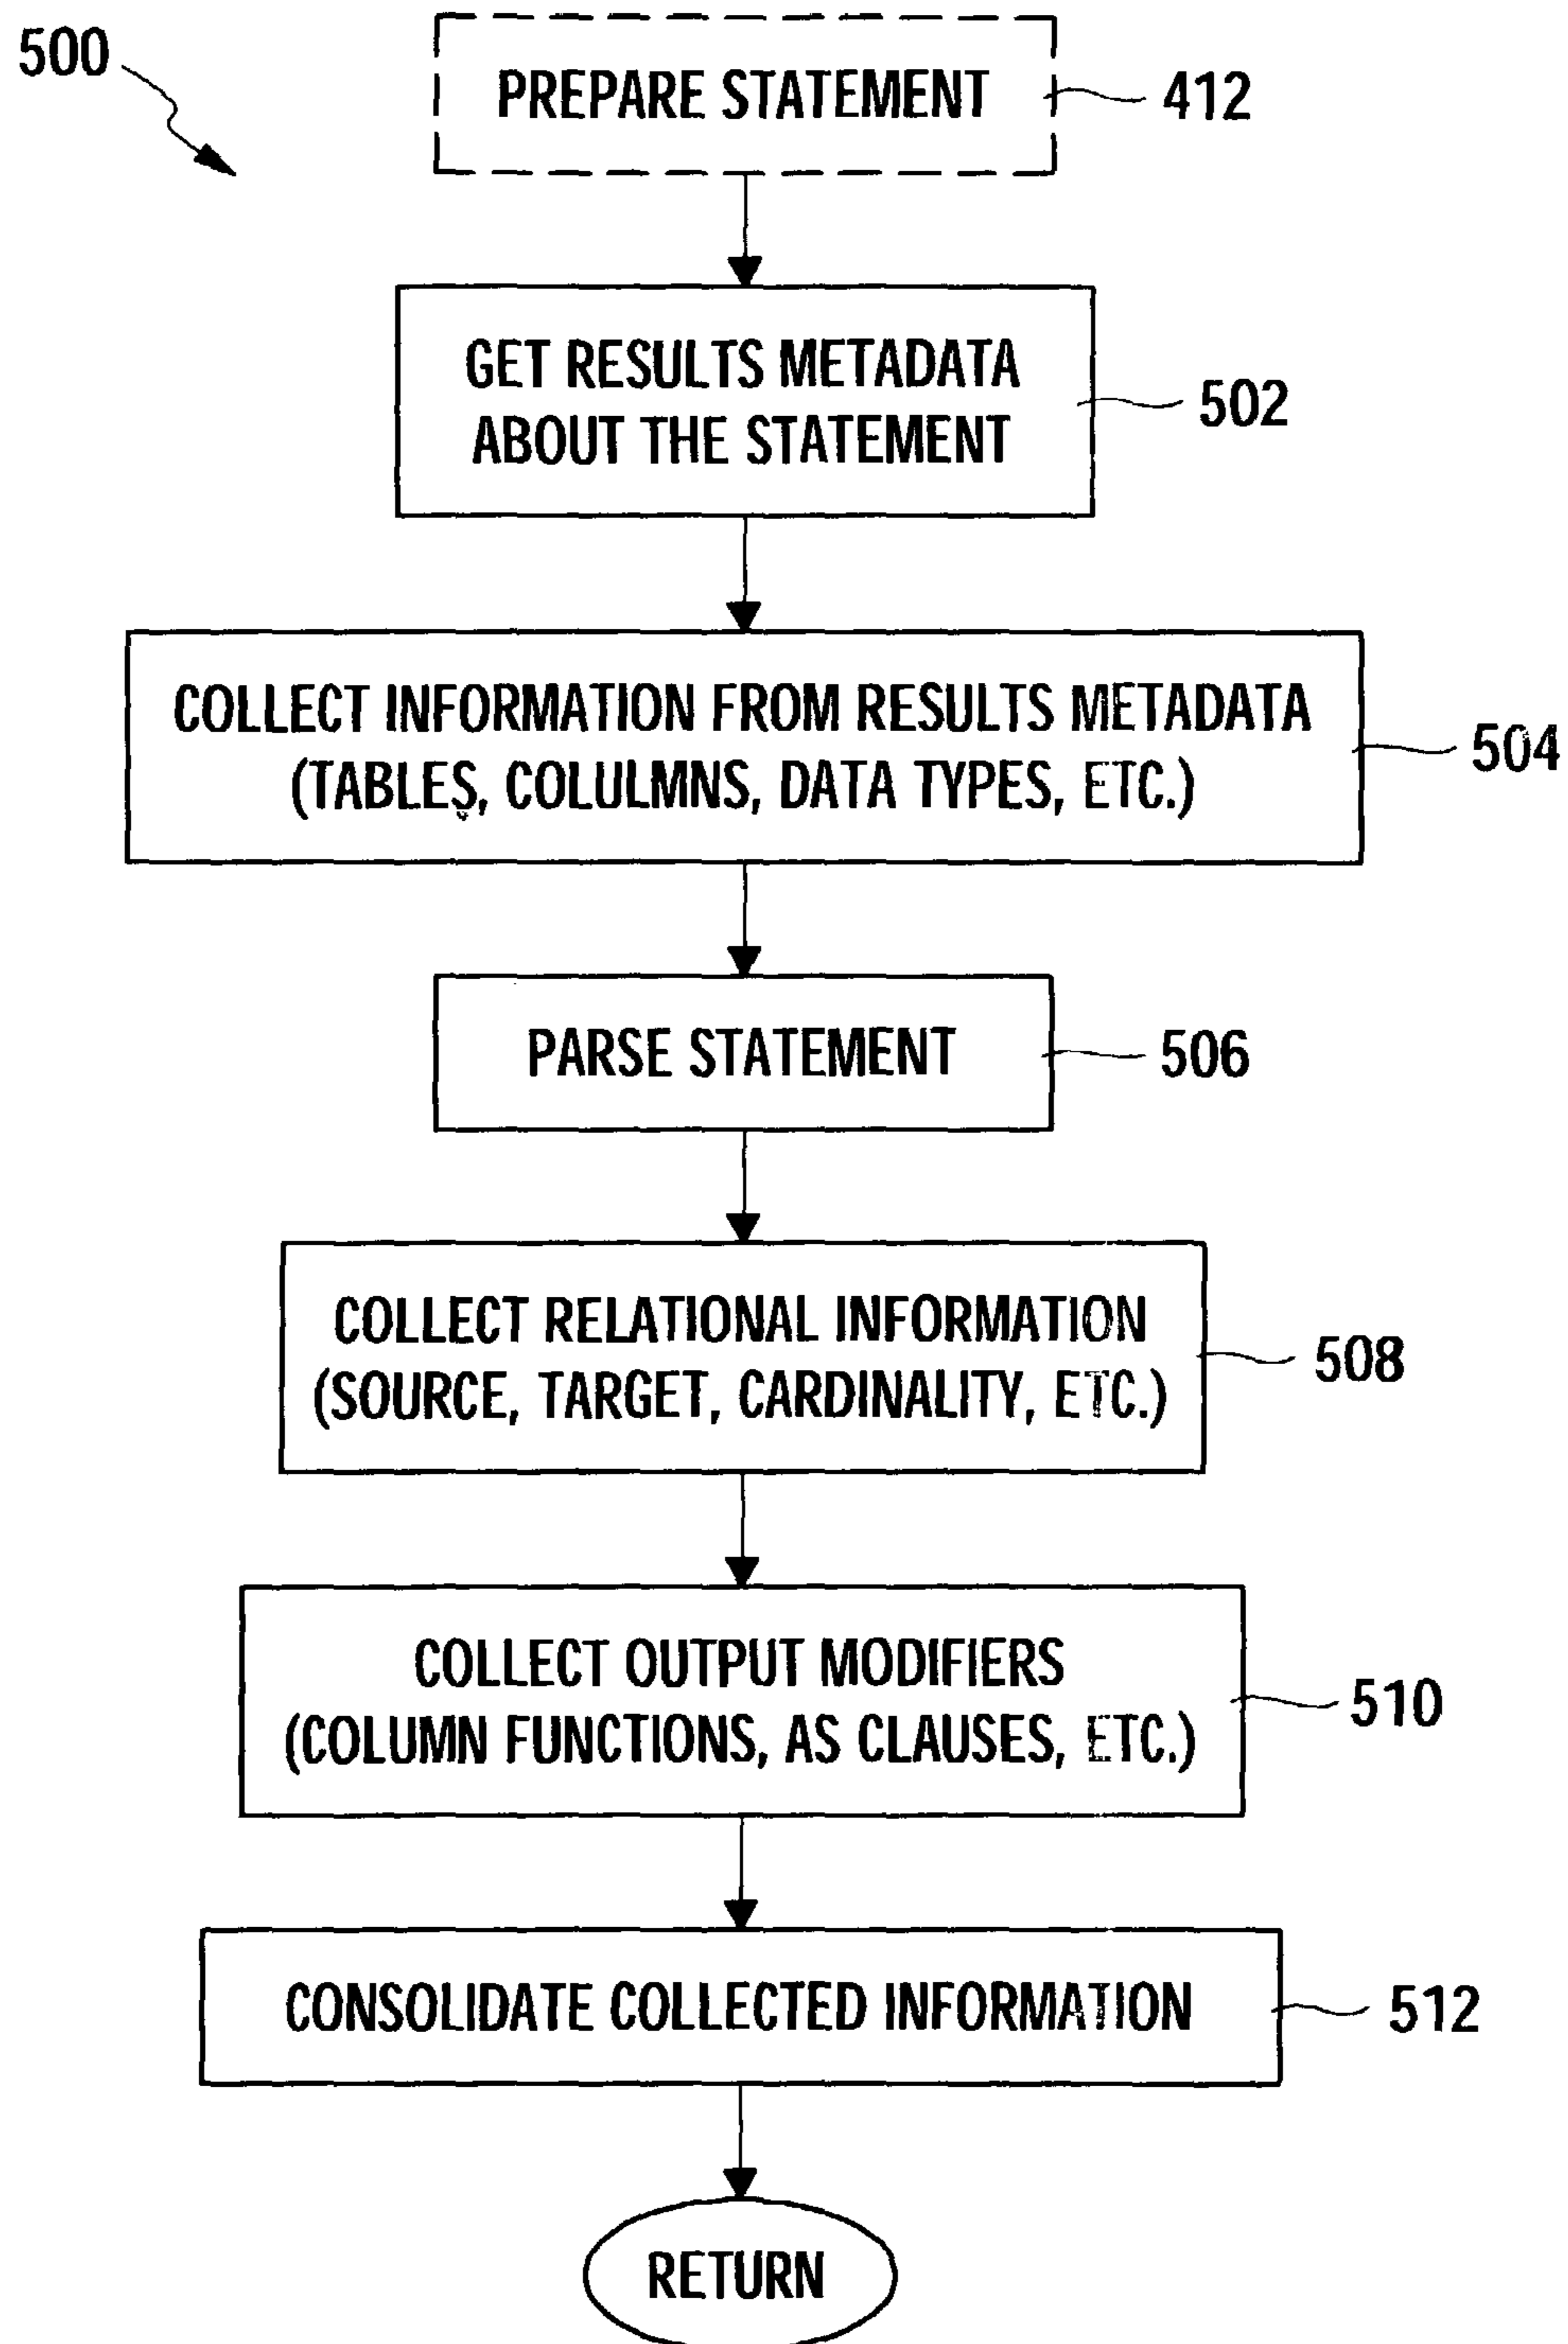 500
PREPARE STATEMENT
412
GET RESULTS METADATA
ABOUT THE STATEMENT
502
COLLECT INFORMATION FROM RESULTS METADATA
(TABLES, COLULMNS, DATA TYPES, ETC.)
504
PARSE STATEMENT
506
COLLECT RELATIONAL INFORMATION
(SOURCE, TARGET, CARDINALITY, ETC.)
508
COLLECT OUTPUT MODIFIERS
(COLUMN FUNCTIONS, AS CLAUSES, ETC.)
510
CONSOLIDATE COLLECTED INFORMATION
512
RETURN